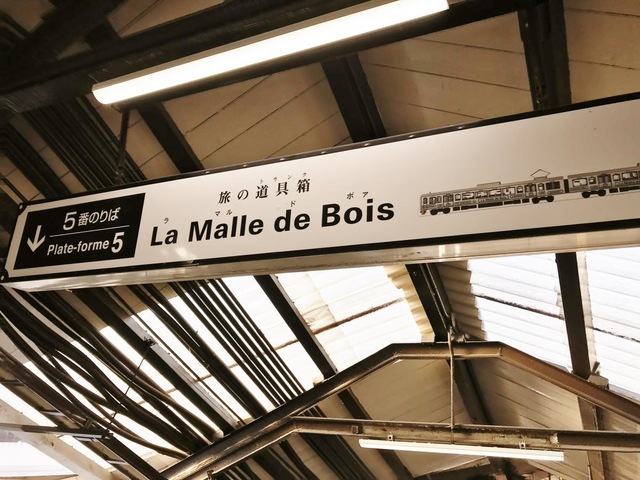 5番のりば
Plate-forme 5
トランク
旅の道具箱
ラ マル ド ボア
La Malle de Bois